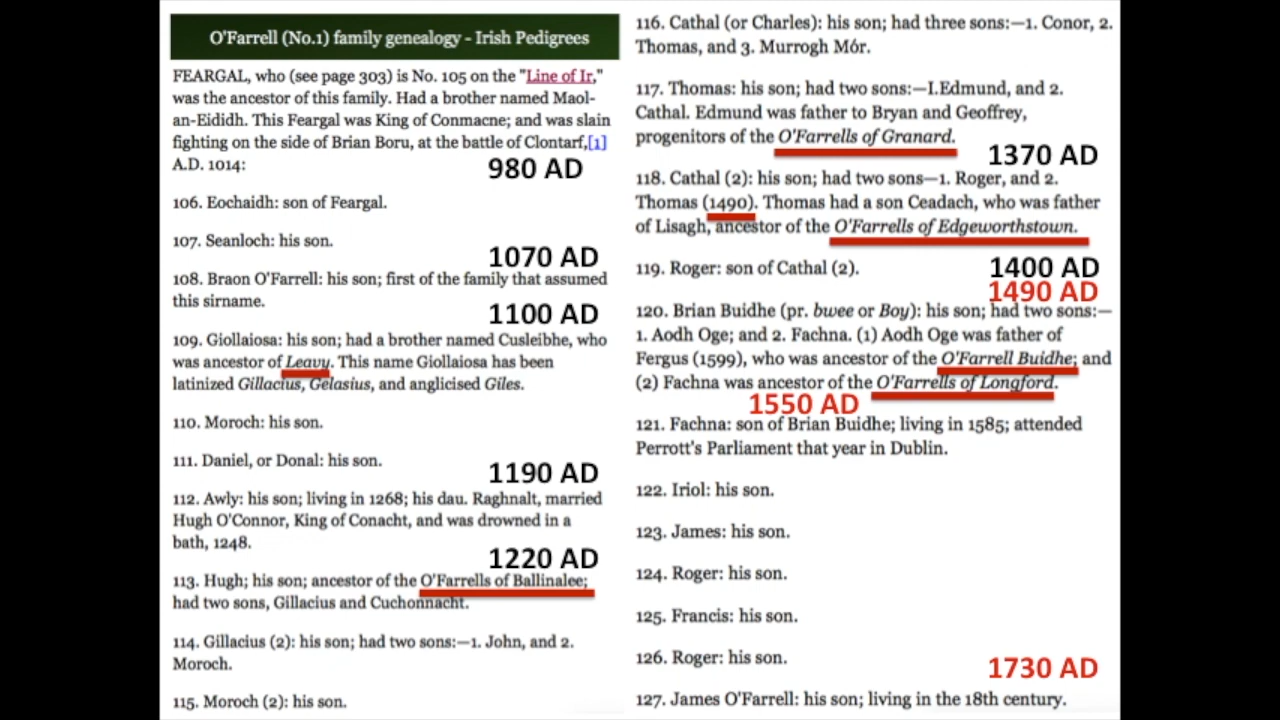 O'Farrell (No.1) family genealogy - Irish Pedigrees
FEARGAL, who (see page 303) is No. 105 on the "Line of Ir,"
was the ancestor of this family. Had a brother named Maol-
an-Eididh. This Feargal was King of Conmacne; and was slain
fighting on the side of Brian Boru, at the battle of Clontarf,[1]
A.D. 1014:
980 AD
106. Eochaidh: son of Feargal.
107. Seanloch: his son.
1070 AD
108. Braon O'Farrell: his son; first of the family that assumed
this sirname.
1100 AD
109. Giollaiosa: his son; had a brother named Cusleibhe, who
was ancestor of Leavy. This name Giollaiosa has been
latinized Gillacius, Gelasius, and anglicised Giles.
110. Moroch: his son.
111. Daniel, or Donal: his son.
1190 AD
112. Awly: his son; living in 1268; his dau. Raghnalt, married
Hugh O'Connor, King of Conacht, and was drowned in a
bath, 1248.
1220 AD
113. Hugh; his son; ancestor of the O'Farrells of Ballinalee;
had two sons, Gillacius and Cuchonnacht.
114. Gillacius (2): his son; had two sons:—1. John, and 2.
Moroch.
115. Moroch (2): his son.
116. Cathal (or Charles): his son; had three sons:—1. Conor, 2.
Thomas, and 3. Murrogh Mór.
117. Thomas: his son; had two sons:—I.Edmund, and 2.
Cathal. Edmund was father to Bryan and Geoffrey,
progenitors of the O'Farrells of Granard.
1370 AD
118. Cathal (2): his son; had two sons—1. Roger, and 2.
Thomas (1490). Thomas had a son Ceadach, who was father
of Lisagh, ancestor of the O'Farrells of Edgeworthstown.
119. Roger: son of Cathal (2).
1400 AD
1490 AD
120. Brian Buidhe (pr. bwee or Boy): his son; had two sons:—
1. Aodh Oge; and 2. Fachna. (1) Aodh Oge was father of
Fergus (1599), who was ancestor of the O'Farrell Buidhe; and
(2) Fachna was ancestor of the O'Farrells of Longford.
1550 AD
121. Fachna: son of Brian Buidhe; living in 1585; attended
Perrott's Parliament that year in Dublin.
122. Iriol: his son.
123. James: his son.
124. Roger: his son.
125. Francis: his son.
126. Roger: his son.
1730 AD
127. James O'Farrell: his son; living in the 18th century.